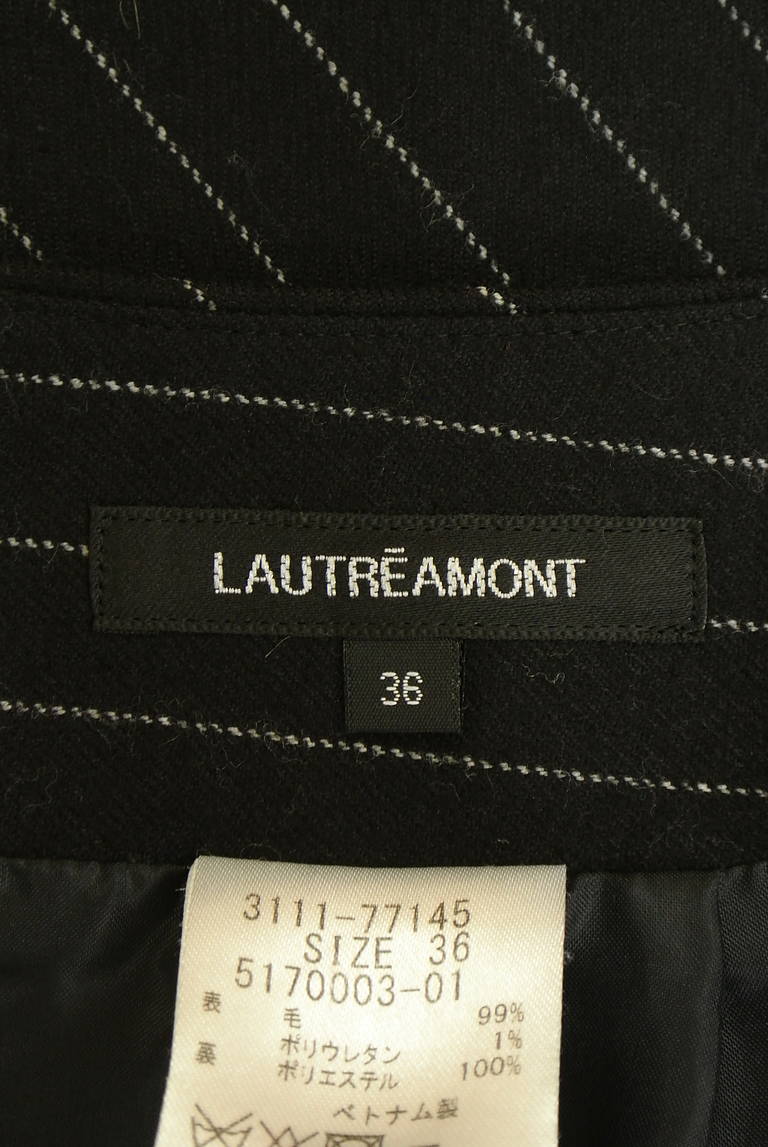 LAUTRĒAMONT
36
3111-77145
SIZE 36
5170003-01
表 毛 99%
ポリウレタン 1%
裏 ポリエステル 100%
ベトナム製